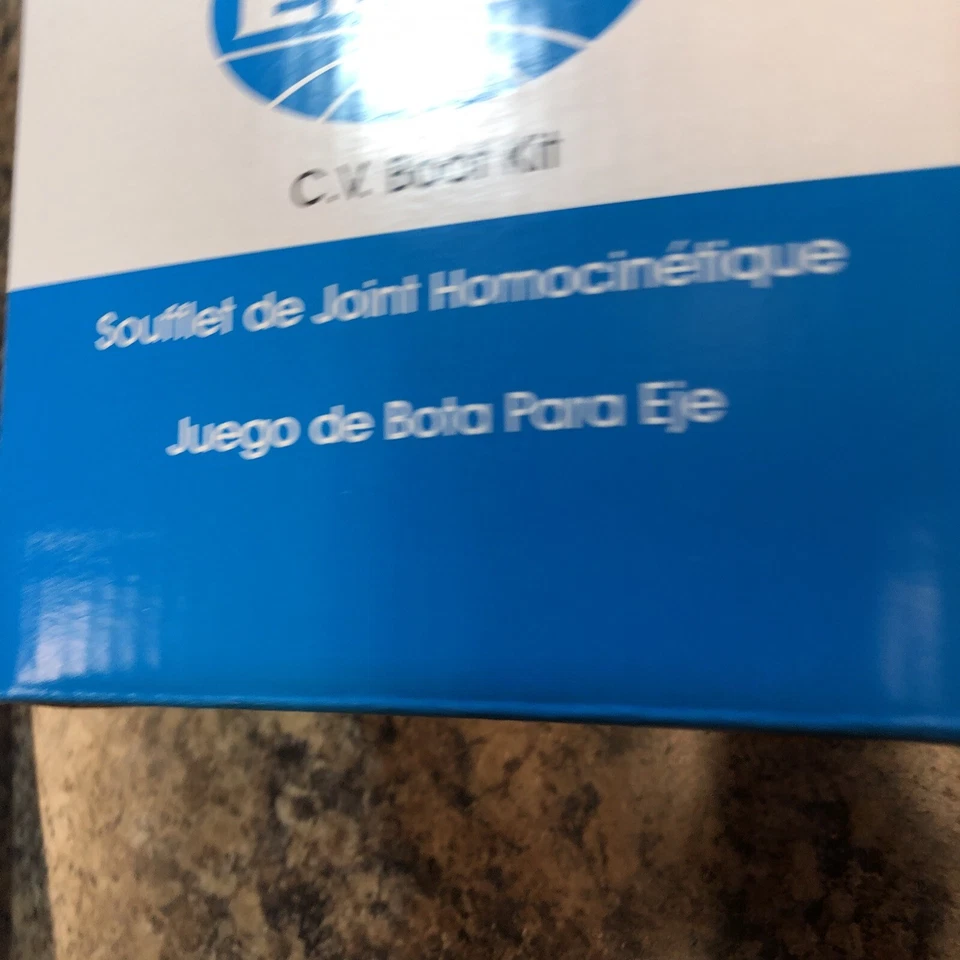 C.V. Boot Kit
Soufflet de Joint Homocinétique
Juego de Bota Para Eje